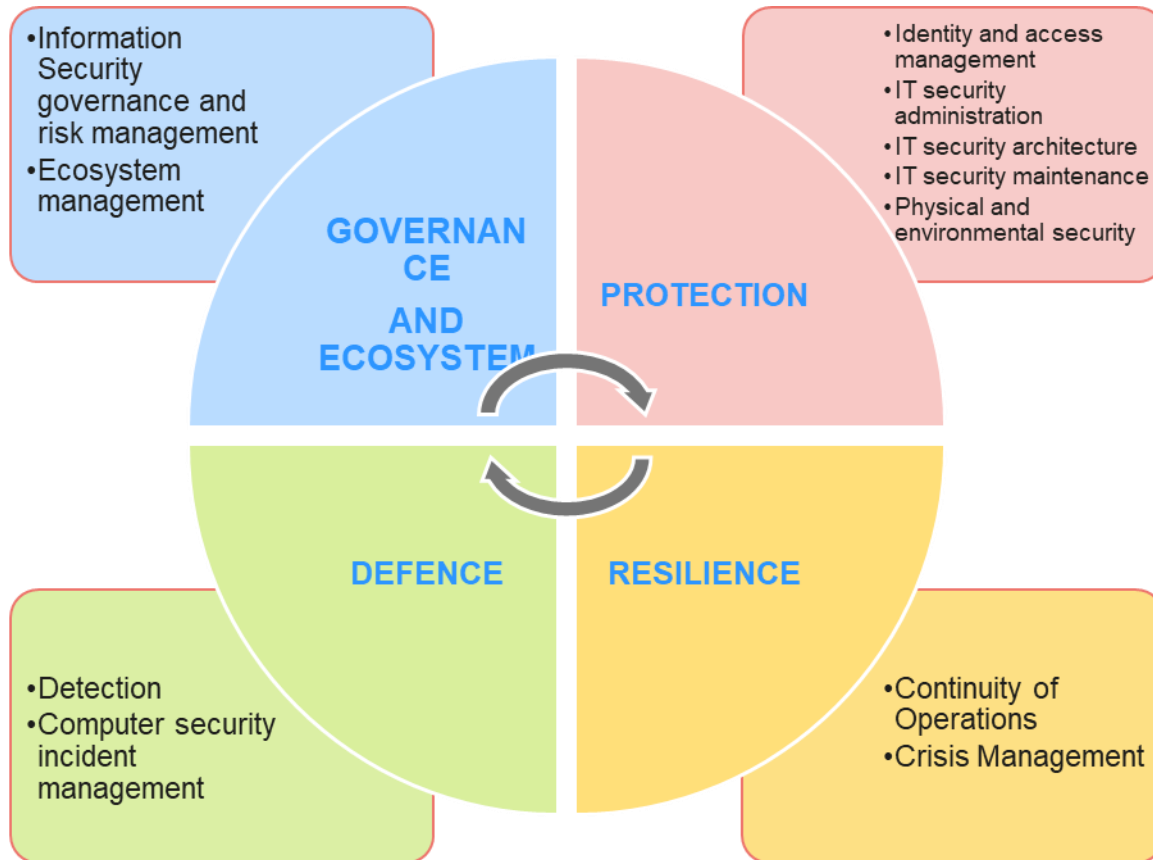 •Information
Security
governance and
risk management
•Ecosystem
management
•Identity and access
management
•IT security
administration
•IT security architecture
•IT security maintenance
•Physical and
environmental security
GOVERNAN
CE
AND
ECOSYSTEM
PROTECTION
DEFENCE
RESILIENCE
•Detection
•Computer security
incident
management
•Continuity of
Operations
•Crisis Management